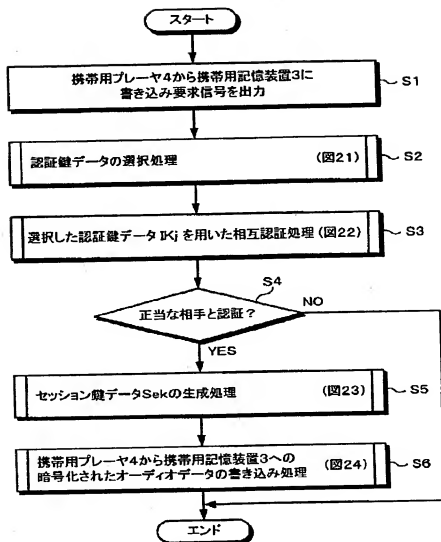 スタート
携帯用プレーヤ4から携帯用記憶装置3に
書き込み要求信号を出力
S1
認証鍵データの選択処理 (図21)
S2
選択した認証鍵データ IKj を用いた相互認証処理 (図22)
S3
S4
正当な相手と認証?
NO
YES
セッション鍵データSekの生成処理 (図23)
S5
携帯用プレーヤ4から携帯用記憶装置3への
暗号化されたオーディオデータの書き込み処理 (図24)
S6
エンド